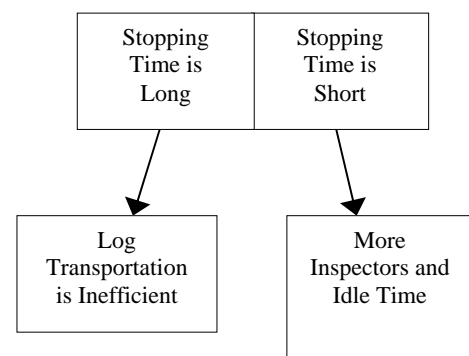 Stopping
Time is
Long
Stopping
Time is
Short
Log
Transportation
is Inefficient
More
Inspectors and
Idle Time